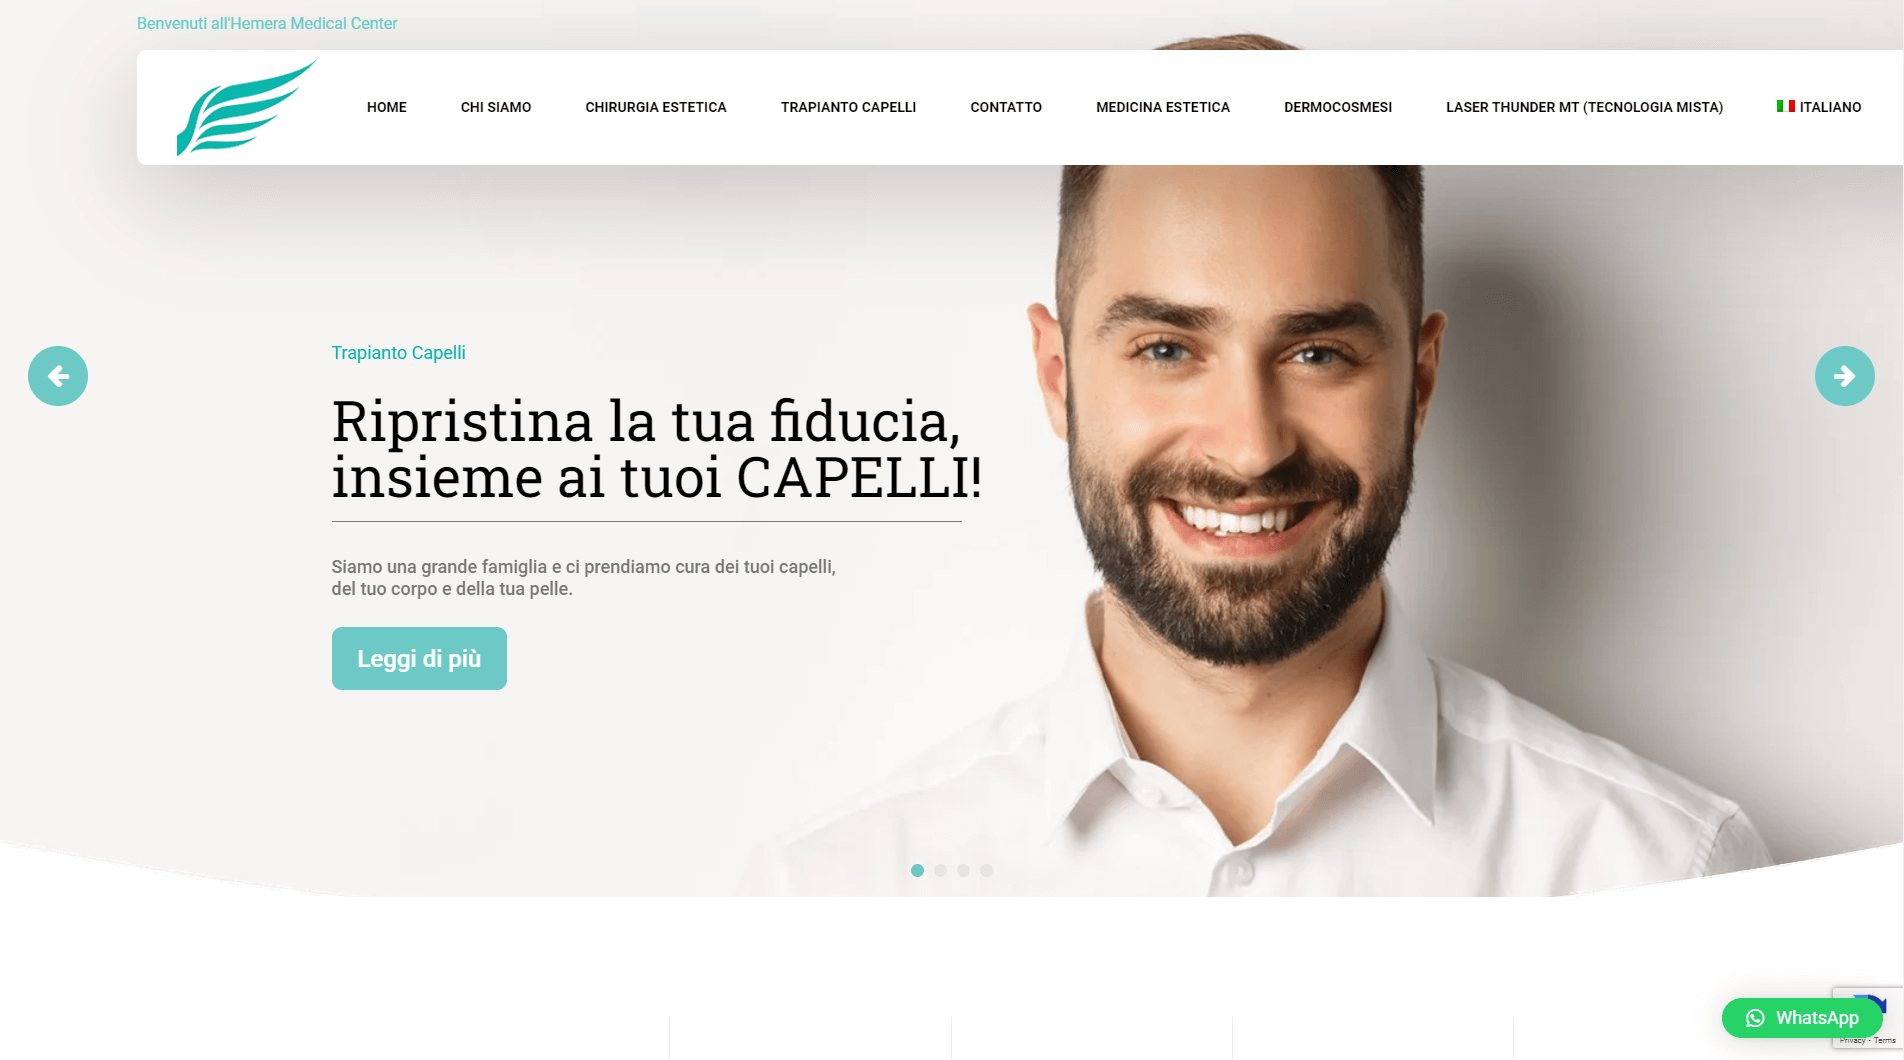 Benvenuti all'Hemera Medical Center
HOME
CHI SIAMO
CHIRURGIA ESTETICA
TRAPIANTO CAPELLI
CONTATTO
MEDICINA ESTETICA
DERMOCOSMESI
LASER THUNDER MT (TECNOLOGIA MISTA)
ITALIANO
Trapianto Capelli
Ripristina la tua fiducia,
insieme ai tuoi CAPELLI!
Siamo una grande famiglia e ci prendiamo cura dei tuoi capelli,
del tuo corpo e della tua pelle.
Leggi di più
WhatsApp
Privacy - Terms